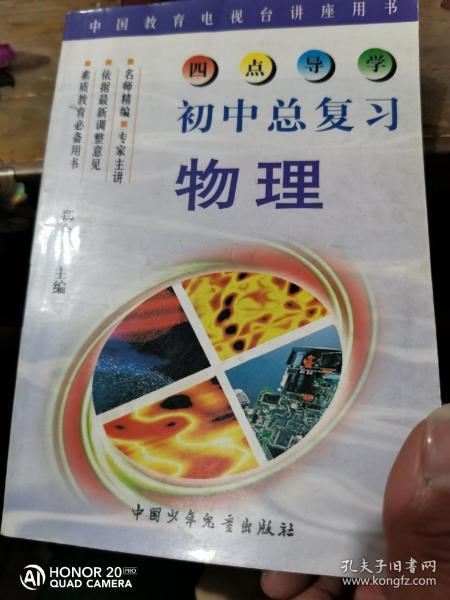 中国教育电视台讲座用书
四点导学
初中总复习
物理
名师精编 专家主讲
依据最新调整意见
素质教育必备用书
主编
中国少年儿童出版社
AI HONOR 20 PRO
QUAD CAMERA
孔夫子旧书网
www.kongfz.com